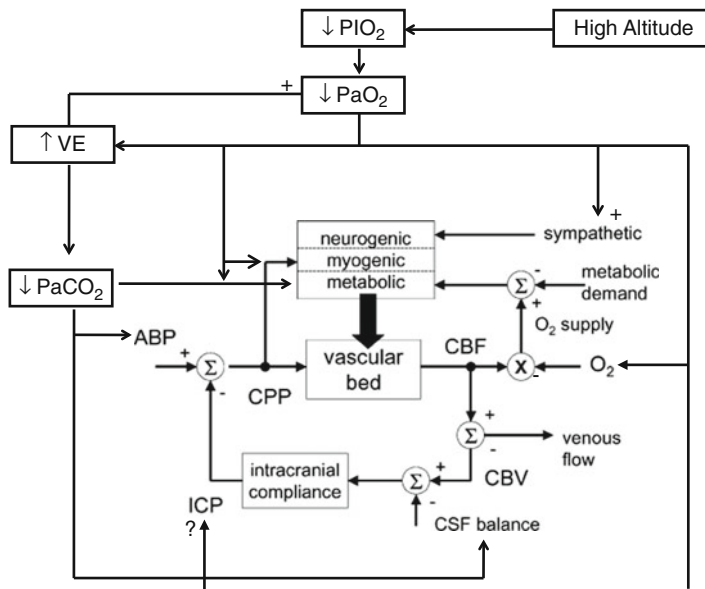 ↓ PIO₂
High Altitude
+
↓ PaO₂
↑ VE
+
neurogenic
sympathetic
myogenic
↓ PaCO₂
metabolic
Σ
-
metabolic
demand
+
O₂ supply
ABP
+
Σ
-
CPP
vascular
bed
CBF
X
-
O₂
+
Σ
-
venous
flow
CBV
intracranial
compliance
+
Σ
-
ICP
?
CSF balance